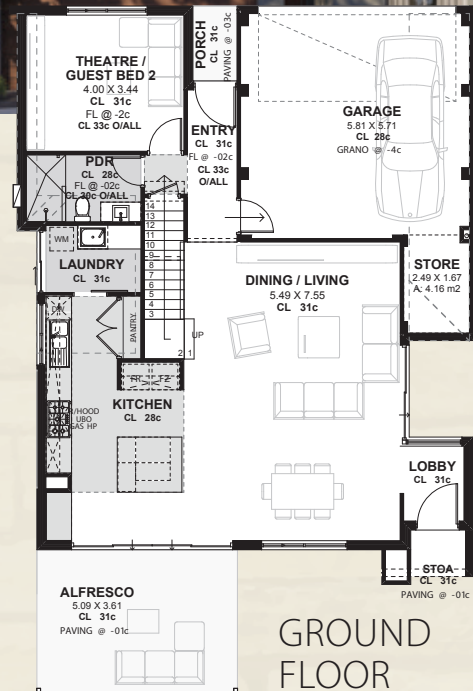 THEATRE /
GUEST BED 2
4.00 X 3.44
CL 31c
FL @ -2c
CL 33c O/ALL
PORCH
CL 31c
PAVING @ -03c
GARAGE
5.81 X 5.71
CL 28c
GRANO @ -4c
ENTRY
CL 31c
FL @ -02c
CL 33c
O/ALL
PDR
CL 28c
FL @ -02c
CL 30c O/ALL
14
13
12
11
10
9
8
7
6
5
4
3
2
1
UP
WM
LAUNDRY
CL 31c
STORE
2.49 X 1.67
A: 4.16 m2
DINING / LIVING
5.49 X 7.55
CL 31c
PANTRY
FR
FZ
KITCHEN
CL 28c
R/HOOD
UBO
GAS HP
LOBBY
CL 31c
STOA
CL 31c
PAVING @ -01c
ALFRESCO
5.09 X 3.61
CL 31c
PAVING @ -01c
GROUND
FLOOR